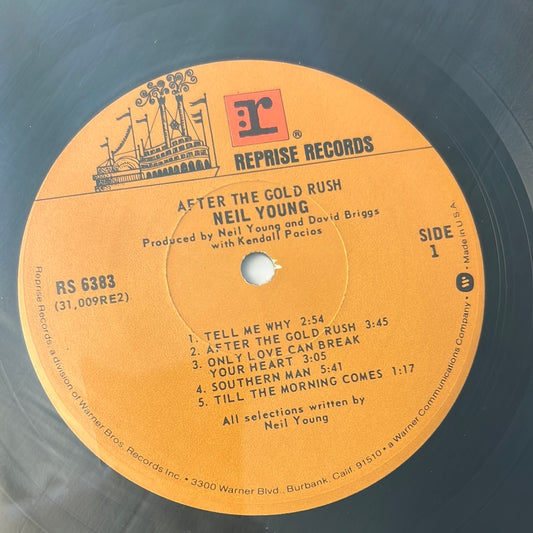 r ®
REPRISE RECORDS
AFTER THE GOLD RUSH
NEIL YOUNG
Produced by Neil Young and David Briggs
with Kendall Pacios
SIDE
1
RS 6383
(31,009RE2)
1. TELL ME WHY 2:54
2. AFTER THE GOLD RUSH 3:45
3. ONLY LOVE CAN BREAK
YOUR HEART 3:05
4. SOUTHERN MAN 5:41
5. TILL THE MORNING COMES 1:17
All selections written by
Neil Young
Reprise Records, a division of Warner Bros. Records Inc. • 3300 Warner Blvd., Burbank, Calif. 91510 • a Warner Communications Company • W • Made in U.S.A.